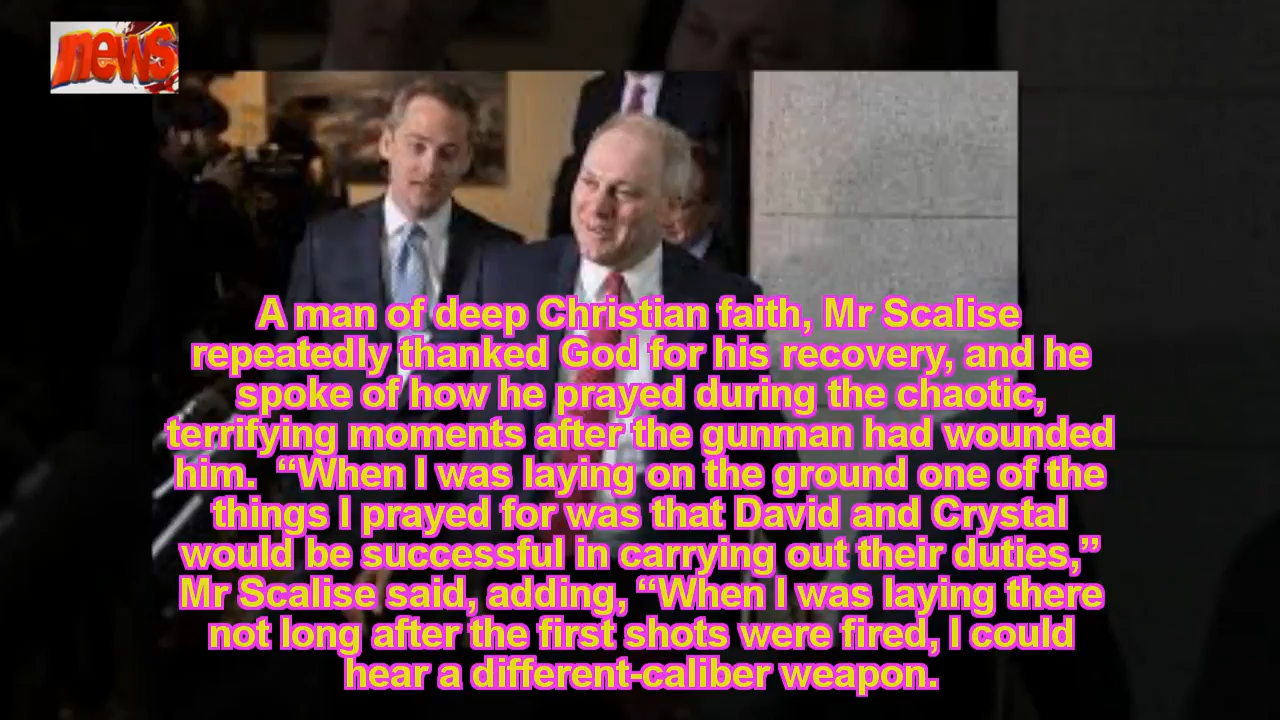 news
A man of deep Christian faith, Mr Scalise
repeatedly thanked God for his recovery, and he
spoke of how he prayed during the chaotic,
terrifying moments after the gunman had wounded
him.  “When I was laying on the ground one of the
things I prayed for was that David and Crystal
would be successful in carrying out their duties,”
Mr Scalise said, adding, “When I was laying there
not long after the first shots were fired, I could
hear a different-caliber weapon.